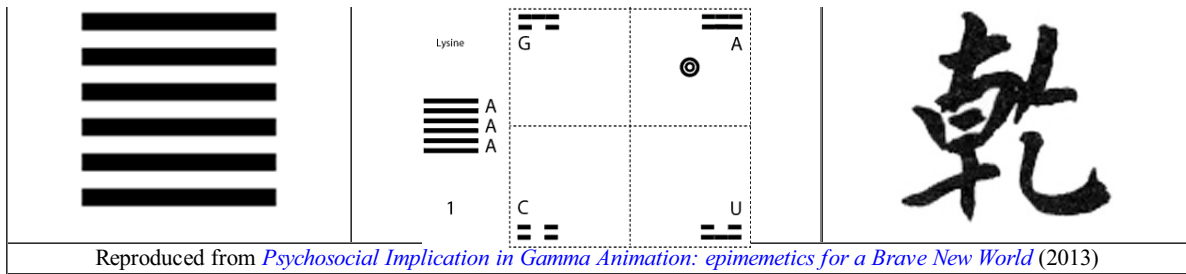 Lysine
G
A
A
A
A
1
C
U
乾
Reproduced from Psychosocial Implication in Gamma Animation: epimemetics for a Brave New World (2013)